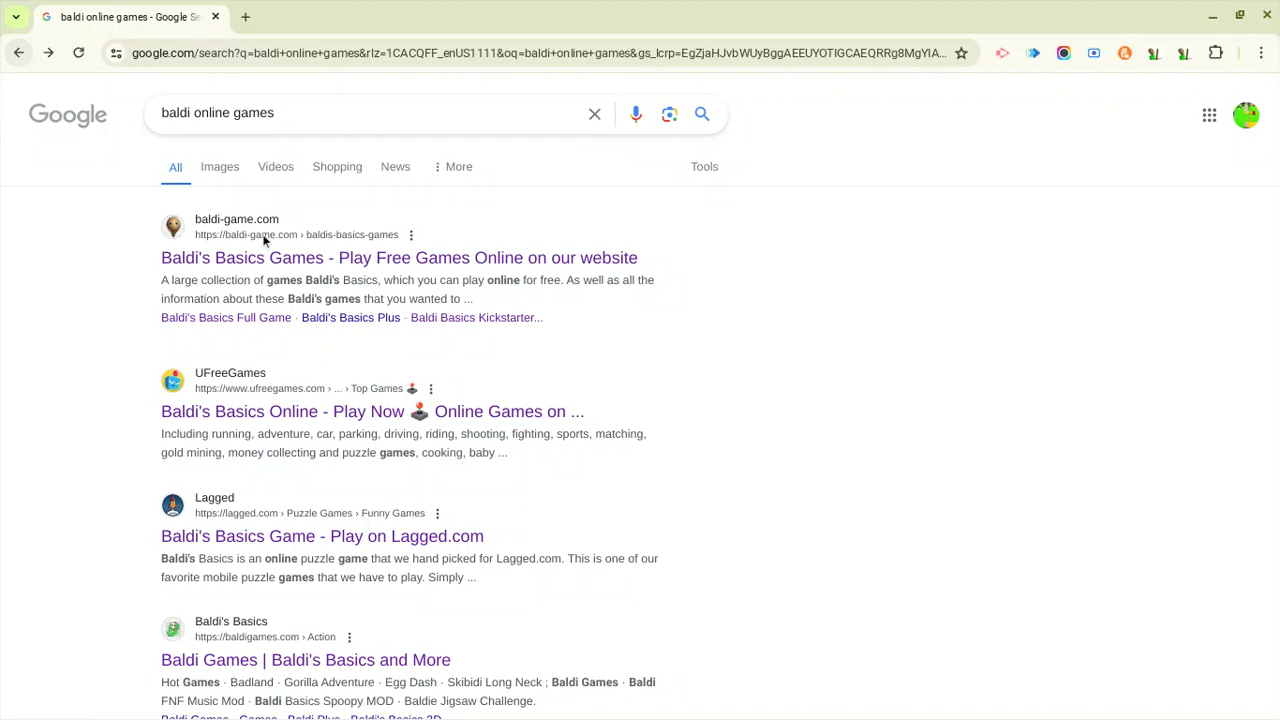 baldi online games - Google Se
google.com/search?q=baldi+online+games&rlz=1CACQFF_enUS1111&oq=baldi+online+games&gs_lcrp=EgZjaHJvbWUyBggAEEUYOTIGCAEQRRg8MgYIA...
Google
baldi online games
All Images Videos Shopping News More Tools
baldi-game.com
https://baldi-game.com › baldis-basics-games
Baldi's Basics Games - Play Free Games Online on our website
A large collection of games Baldi's Basics, which you can play online for free. As well as all the
information about these Baldi's games that you wanted to ...
Baldi's Basics Full Game · Baldi's Basics Plus · Baldi Basics Kickstarter...
UFreeGames
https://www.ufreegames.com › ... › Top Games 🕹️
Baldi's Basics Online - Play Now 🕹️ Online Games on ...
Including running, adventure, car, parking, driving, riding, shooting, fighting, sports, matching,
gold mining, money collecting and puzzle games, cooking, baby ...
Lagged
https://lagged.com › Puzzle Games › Funny Games
Baldi's Basics Game - Play on Lagged.com
Baldi's Basics is an online puzzle game that we hand picked for Lagged.com. This is one of our
favorite mobile puzzle games that we have to play. Simply ...
Baldi's Basics
https://baldigames.com › Action
Baldi Games | Baldi's Basics and More
Hot Games · Badland · Gorilla Adventure · Egg Dash · Skibidi Long Neck ; Baldi Games · Baldi
FNF Music Mod · Baldi Basics Spoopy MOD · Baldie Jigsaw Challenge.
Baldi Games · Games · Baldi Plus · Baldi's Basics 2D